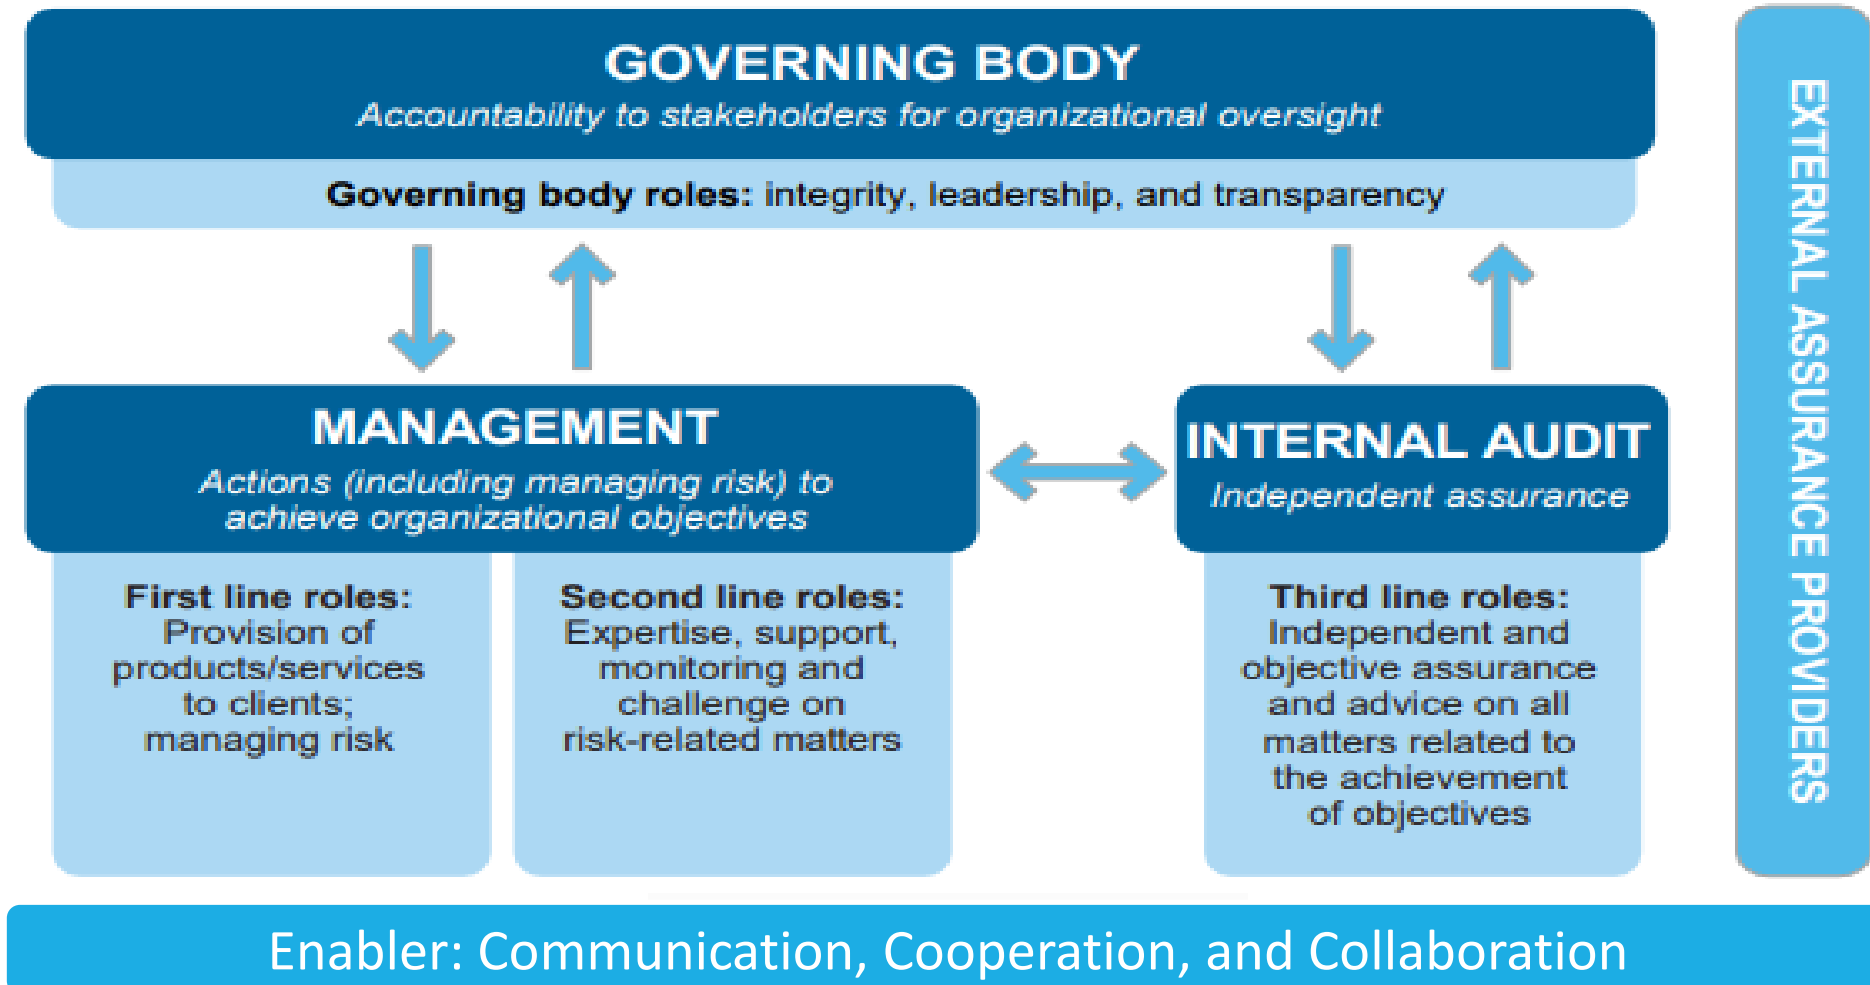 GOVERNING BODY
Accountability to stakeholders for organizational oversight
Governing body roles: integrity, leadership, and transparency
MANAGEMENT
Actions (including managing risk) to
achieve organizational objectives
First line roles:
Provision of
products/services
to clients;
managing risk
Second line roles:
Expertise, support,
monitoring and
challenge on
risk-related matters
INTERNAL AUDIT
Independent assurance
Third line roles:
Independent and
objective assurance
and advice on all
matters related to
the achievement
of objectives
EXTERNAL ASSURANCE PROVIDERS
Enabler: Communication, Cooperation, and Collaboration